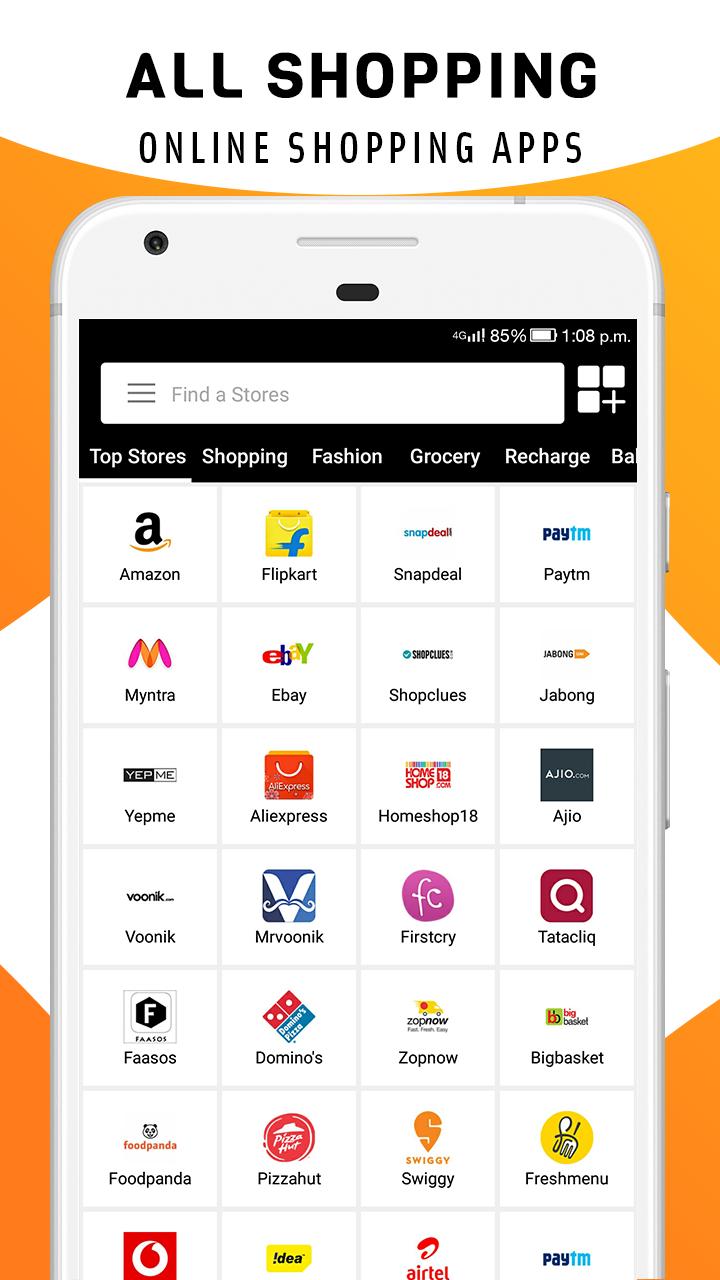 ALL SHOPPING
ONLINE SHOPPING APPS
4G 85% 1:08 p.m.
Find a Stores
Top Stores Shopping Fashion Grocery Recharge Ba
a snapdeal Paytm
Amazon Flipkart Snapdeal Paytm
ebaY SHOPCLUES JABONG
Myntra Ebay Shopclues Jabong
YEPME AliExpress HOME SHOP 18 .COM AJIO.COM
Yepme Aliexpress Homeshop18 Ajio
voonik.com fc
Voonik Mrvoonik Firstcry Tatacliq
F FAASOS Domino's Pizza zopnow Fast. Fresh. Easy bb big basket
Faasos Domino's Zopnow Bigbasket
foodpanda Pizza Hut SWIGGY fm
Foodpanda Pizzahut Swiggy Freshmenu
!dea airtel Paytm